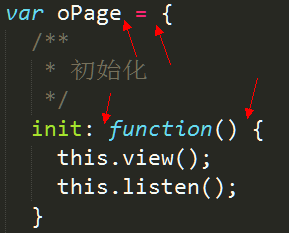 var oPage = {
/**
* 初始化
*/
init: function() {
this.view();
this.listen();
}